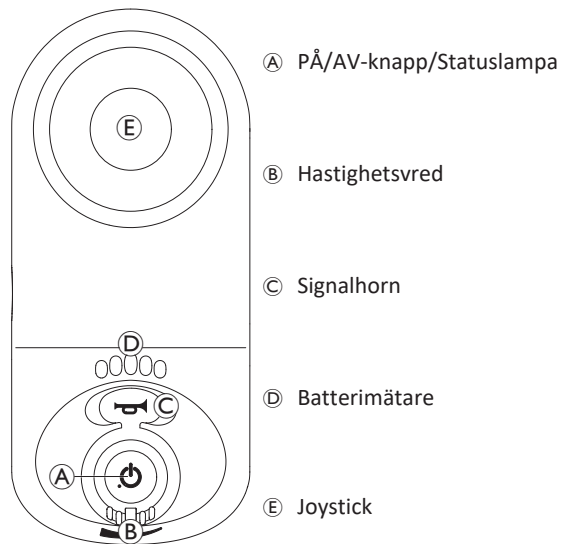 Ⓔ
Ⓓ
Ⓒ
Ⓐ
Ⓑ
Ⓐ PÅ/AV-knapp/Statuslampa
Ⓑ Hastighetsvred
Ⓒ Signalhorn
Ⓓ Batterimätare
Ⓔ Joystick